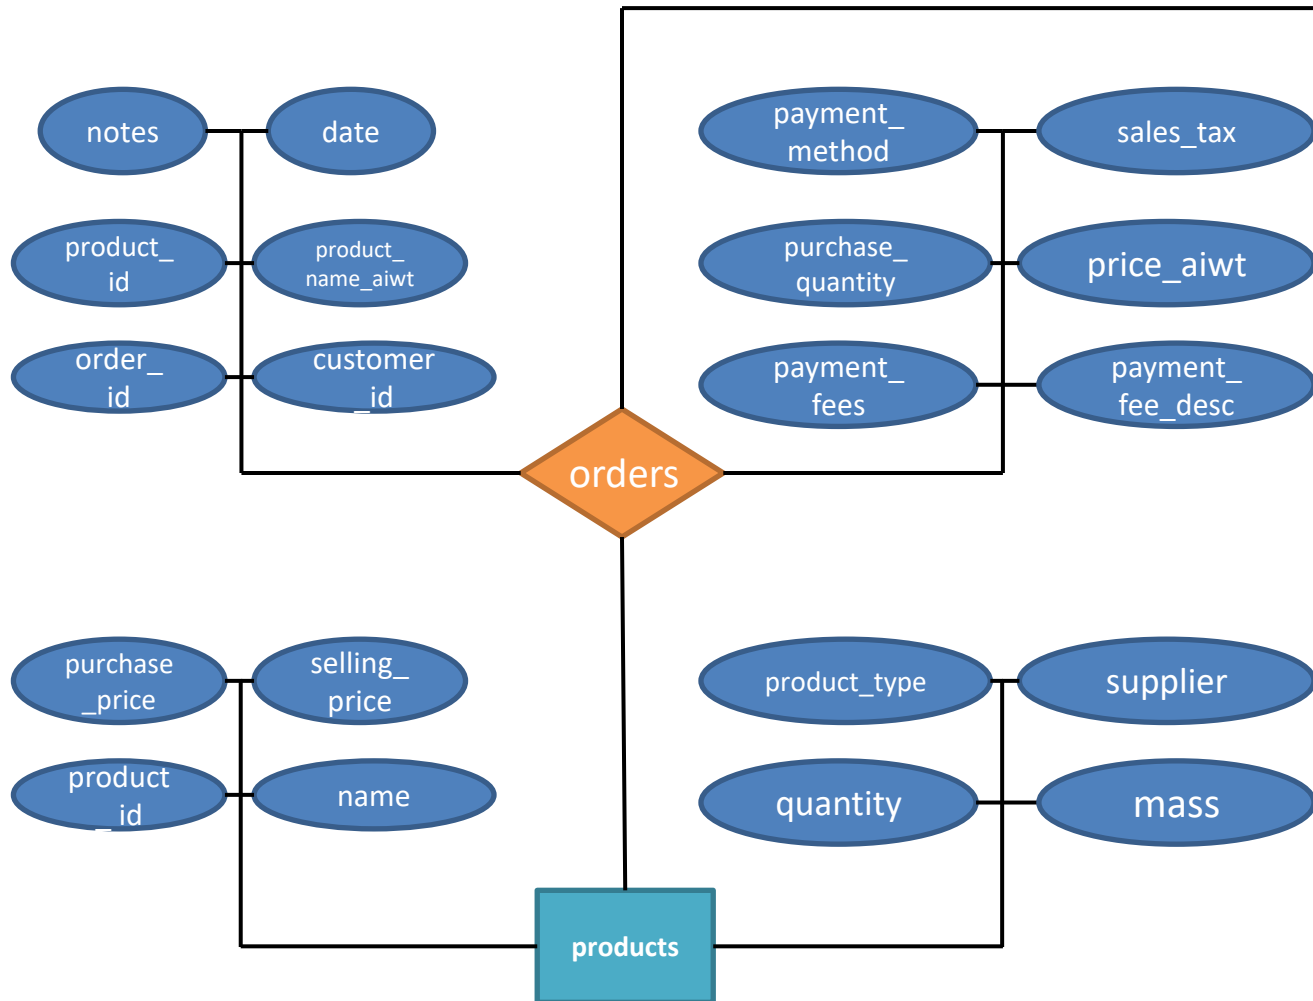 notes
date
product_
id
product_
name_aiwt
order_
id
customer
_id
payment_
method
sales_tax
purchase_
quantity
price_aiwt
payment_
fees
payment_
fee_desc
orders
purchase
_price
selling_
price
product
_id
name
product_type
supplier
quantity
mass
products